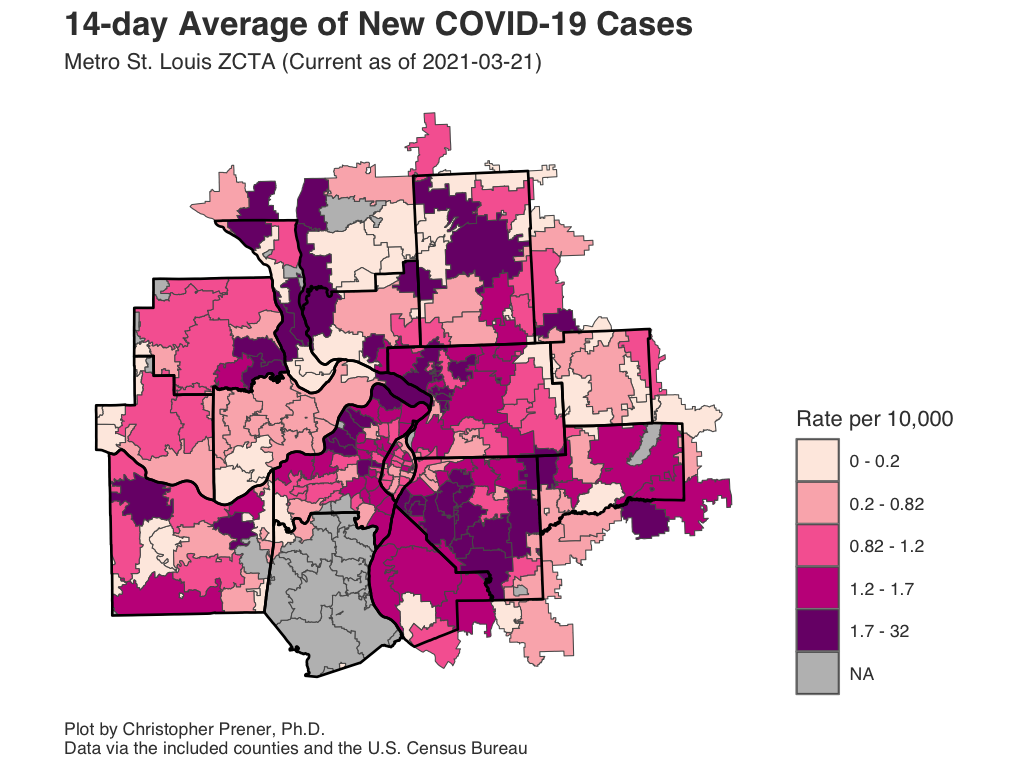 14-day Average of New COVID-19 Cases
Metro St. Louis ZCTA (Current as of 2021-03-21)
Rate per 10,000
0 - 0.2
0.2 - 0.82
0.82 - 1.2
1.2 - 1.7
1.7 - 32
NA
Plot by Christopher Prener, Ph.D.
Data via the included counties and the U.S. Census Bureau